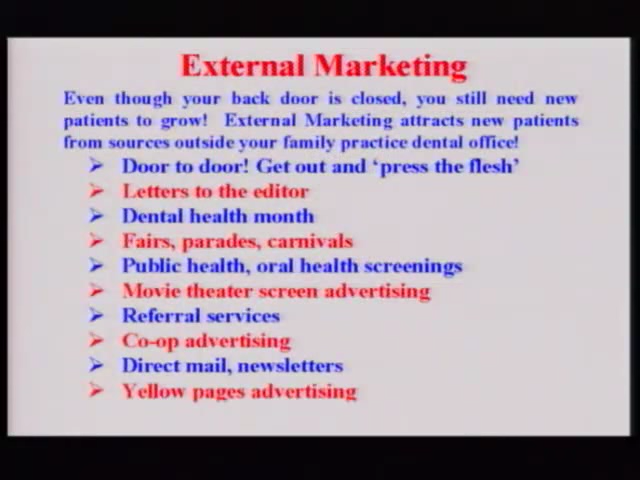 External Marketing
Even though your back door is closed, you still need new
patients to grow! External Marketing attracts new patients
from sources outside your family practice dental office!
➢ Door to door! Get out and ‘press the flesh’
➢ Letters to the editor
➢ Dental health month
➢ Fairs, parades, carnivals
➢ Public health, oral health screenings
➢ Movie theater screen advertising
➢ Referral services
➢ Co-op advertising
➢ Direct mail, newsletters
➢ Yellow pages advertising